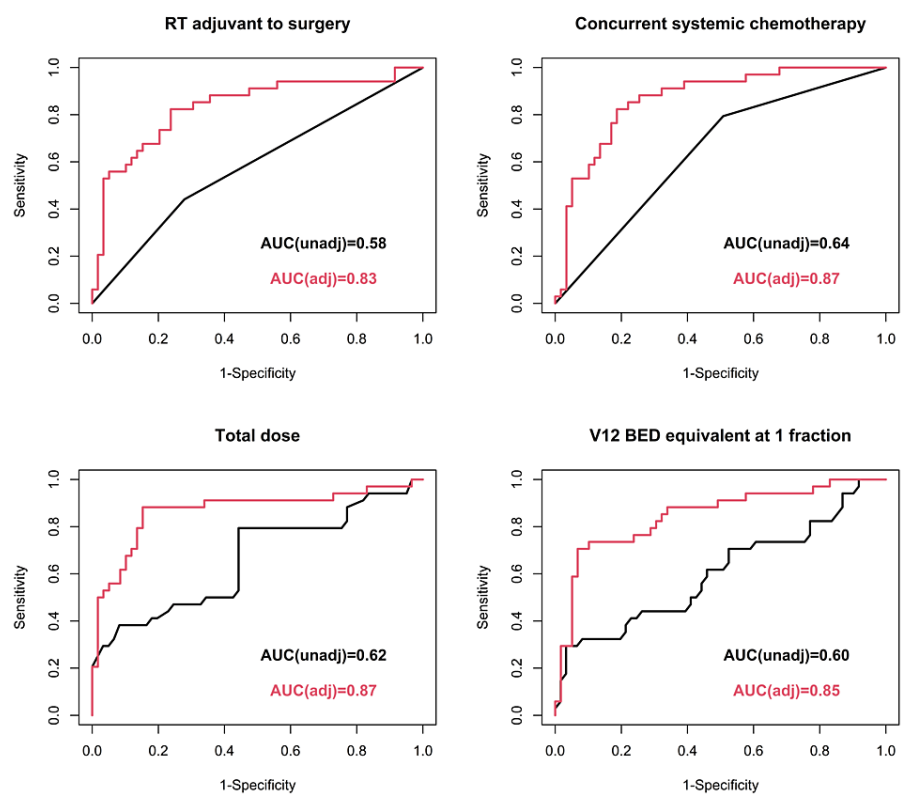 RT adjuvant to surgery
Sensitivity
0.0 0.2 0.4 0.6 0.8 1.0
AUC(unadj)=0.58
AUC(adj)=0.83
0.0 0.2 0.4 0.6 0.8 1.0
1-Specificity
Concurrent systemic chemotherapy
Sensitivity
0.0 0.2 0.4 0.6 0.8 1.0
AUC(unadj)=0.64
AUC(adj)=0.87
0.0 0.2 0.4 0.6 0.8 1.0
1-Specificity
Total dose
Sensitivity
0.0 0.2 0.4 0.6 0.8 1.0
AUC(unadj)=0.62
AUC(adj)=0.87
0.0 0.2 0.4 0.6 0.8 1.0
1-Specificity
V12 BED equivalent at 1 fraction
Sensitivity
0.0 0.2 0.4 0.6 0.8 1.0
AUC(unadj)=0.60
AUC(adj)=0.85
0.0 0.2 0.4 0.6 0.8 1.0
1-Specificity